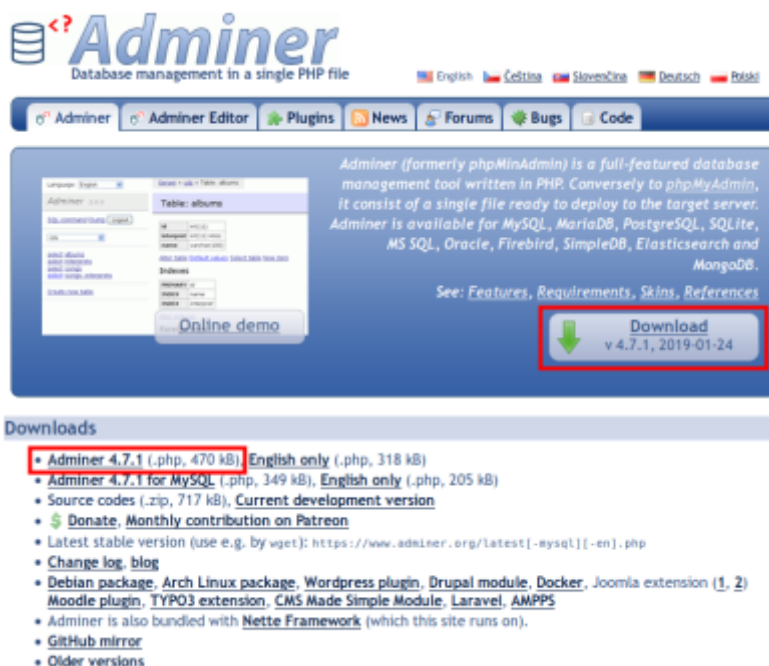 <?
Adminer
Database management in a single PHP file
English Čeština Slovenčina Deutsch Polski
Adminer Adminer Editor Plugins News Forums Bugs Code
Adminer (formerly phpMinAdmin) is a full-featured database
management tool written in PHP. Conversely to phpMyAdmin,
it consist of a single file ready to deploy to the target server.
Adminer is available for MySQL, MariaDB, PostgreSQL, SQLite,
MS SQL, Oracle, Firebird, SimpleDB, Elasticsearch and
MongoDB.
See: Features, Requirements, Skins, References
Language: English
Adminer
Table: albums
Indexes
Create new table
Online demo
Download
v 4.7.1, 2019-01-24
Downloads
• Adminer 4.7.1 (.php, 470 kB), English only (.php, 318 kB)
• Adminer 4.7.1 for MySQL (.php, 349 kB), English only (.php, 205 kB)
• Source codes (.zip, 717 kB), Current development version
• $ Donate, Monthly contribution on Patreon
• Latest stable version (use e.g. by wget): https://www.adminer.org/latest[-mysql][-en].php
• Change log, blog
• Debian package, Arch Linux package, Wordpress plugin, Drupal module, Docker, Joomla extension (1, 2)
Moodle plugin, TYPO3 extension, CMS Made Simple Module, Laravel, AMPPS
• Adminer is also bundled with Nette Framework (which this site runs on).
• GitHub mirror
• Older versions